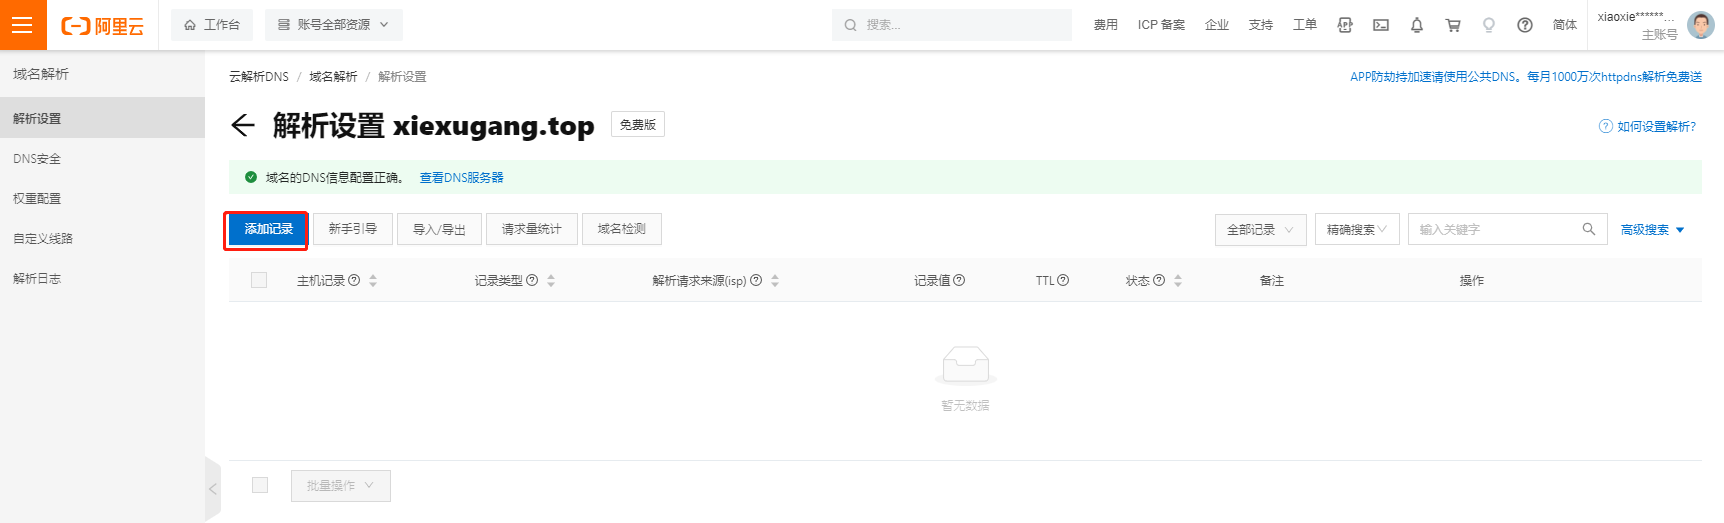 阿里云
工作台
账号全部资源
搜索...
费用
ICP 备案
企业
支持
工单
简体
xiaoxie******...
主账号
域名解析
解析设置
DNS安全
权重配置
自定义线路
解析日志
云解析DNS / 域名解析 / 解析设置
APP防劫持加速请使用公共DNS。每月1000万次httpdns解析免费送
解析设置 xiexugang.top
免费版
如何设置解析?
域名的DNS信息配置正确。 查看DNS服务器
添加记录
新手引导
导入/导出
请求量统计
域名检测
全部记录
精确搜索
输入关键字
高级搜索
主机记录
记录类型
解析请求来源(isp)
记录值
TTL
状态
备注
操作
暂无数据
批量操作